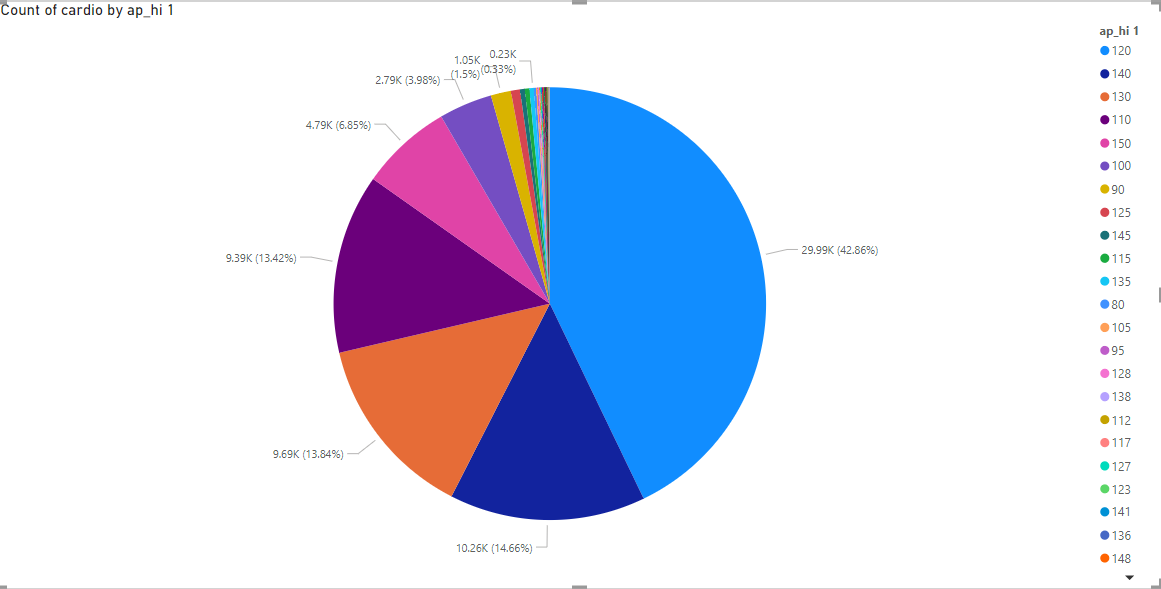 Count of cardio by ap_hi 1
0.23K
(0.33%)
1.05K
(1.5%)
2.79K (3.98%)
4.79K (6.85%)
9.39K (13.42%)
9.69K (13.84%)
10.26K (14.66%)
29.99K (42.86%)
ap_hi 1
120
140
130
110
150
100
90
125
145
115
135
80
105
95
128
138
112
117
127
123
141
136
148